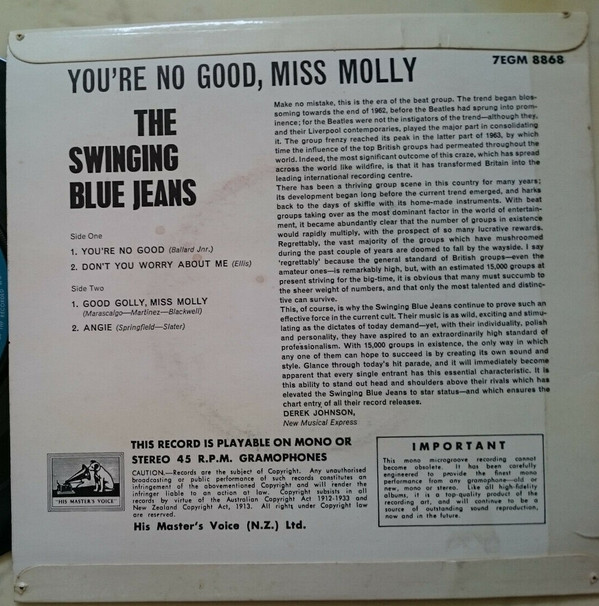 YOU'RE NO GOOD, MISS MOLLY
7EGM 8868
THE
SWINGING
BLUE JEANS
Side One
1. YOU'RE NO GOOD (Ballard Jnr.)
2. DON'T YOU WORRY ABOUT ME (Ellis)
Side Two
1. GOOD GOLLY, MISS MOLLY
(Marascalgo—Martinez—Blackwell)
2. ANGIE (Springfield—Slater)
Make no mistake, this is the era of the beat group. The trend began blos-
soming towards the end of 1962, before the Beatles had sprung into prom-
inence; for the Beatles were not the instigators of the trend—although they,
and their Liverpool contemporaries, played the major part in consolidating
it. The group frenzy reached its peak in the latter part of 1963, by which
time the influence of the top British groups had permeated throughout the
world. Indeed, the most significant outcome of this craze, which has spread
across the world like wildfire, is that it has transformed Britain into the
leading international recording centre.
There has been a thriving group scene in this country for many years;
its development began long before the current trend emerged, and harks
back to the days of skiffle with its home-made instruments. With beat
groups taking over as the most dominant factor in the world of entertain-
ment, it became abundantly clear that the number of groups in existence
would rapidly multiply, with the prospect of so many lucrative rewards.
Regrettably, the vast majority of the groups which have mushroomed
during the past couple of years are doomed to fall by the wayside. I say
'regrettably' because the general standard of British groups—even the
amateur ones—is remarkably high, but, with an estimated 15,000 groups at
present striving for the big-time, it is obvious that many must succumb to
the sheer weight of numbers, and that only the most talented and distinc-
tive can survive.
This, of course, is why the Swinging Blue Jeans continue to prove such an
effective force in the current cult. Their music is as wild, exciting and stimu-
lating as the dictates of today demand—yet, with their individuality, polish
and personality, they have aspired to an extraordinarily high standard of
professionalism. With 15,000 groups in existence, the only way in which
any one of them can hope to succeed is by creating its own sound and
style. Glance through today's hit parade, and it will immediately become
apparent that every single entrant has this essential characteristic. It is
this ability to stand out head and shoulders above their rivals which has
elevated the Swinging Blue Jeans to star status—and which ensures the
chart entry of all their record releases.
DEREK JOHNSON,
New Musical Express
"HIS MASTER'S VOICE"
THIS RECORD IS PLAYABLE ON MONO OR
STEREO 45 R.P.M. GRAMOPHONES
CAUTION.—Records are the subject of Copyright. Any unauthorised
broadcasting or public performance of such records constitutes an
infringement of the abovementioned Copyright and will render the
infringer liable to an action at law. Copyright subsists in all
records by virtue of the Australian Copyright Act 1912-1933 and
New Zealand Copyright Act, 1913. All rights under Copyright law
are reserved.
His Master's Voice (N.Z.) Ltd.
IMPORTANT
This mono microgroove recording cannot
become obsolete. It has been carefully
engineered to provide the finest mono
performance from any gramophone—old or
new, mono or stereo. Like all high-fidelity
albums, it is a top-quality product of the
recording art, and will continue to be a
source of outstanding sound reproduction,
now and in the future.